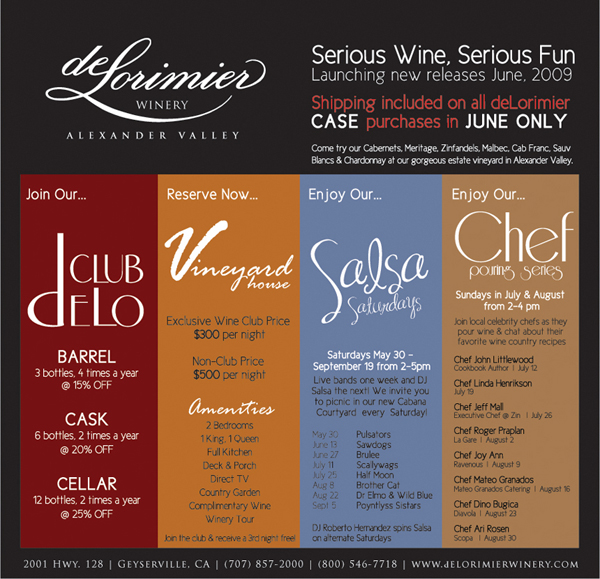 deLorimier
WINERY
ALEXANDER VALLEY
Serious Wine, Serious Fun
Launching new releases June, 2009
Shipping included on all deLorimier
CASE purchases in JUNE ONLY
Come try our Cabernets, Meritage, Zinfandels, Malbec, Cab Franc, Sauv
Blancs & Chardonnay at our gorgeous estate vineyard in Alexander Valley.
Join Our...
CLUB
deLO
BARREL
3 bottles, 4 times a year
@ 15% OFF
CASK
6 bottles, 2 times a year
@ 20% OFF
CELLAR
12 bottles, 2 times a year
@ 25% OFF
Reserve Now...
Vineyard
house
Exclusive Wine Club Price
$300 per night
Non-Club Price
$500 per night
Amenities
2 Bedrooms
1 King, 1 Queen
Full Kitchen
Deck & Porch
Direct TV
Country Garden
Complimentary Wine
Winery Tour
Join the club & receive a 3rd night free!
Enjoy Our...
Salsa
Saturdays
Saturdays May 30 -
September 19 from 2-5pm
Live bands one week and DJ
Salsa the next! We invite you
to picnic in our new Cabana
Courtyard every Saturday!
May 30 Pulsators
June 13 Sawdogs
June 27 Brulee
July 11 Scallywags
July 25 Half Moon
Aug 8 Brother Cat
Aug 22 Dr Elmo & Wild Blue
Sept 5 Poyntlyss Sistars
DJ Roberto Hernandez spins Salsa
on alternate Saturdays
Enjoy Our...
Chef
pouring series
Sundays in July & August
from 2-4 pm
Join local celebrity chefs as they
pour wine & chat about their
favorite wine country recipes
Chef John Littlewood
Cookbook Author | July 12
Chef Linda Henrikson
July 19
Chef Jeff Mall
Executive Chef @ Zin | July 26
Chef Roger Praplan
La Gare | August 2
Chef Joy Ann
Ravenous | August 9
Chef Mateo Granados
Mateo Granados Catering | August 16
Chef Dino Bugica
Diavola | August 23
Chef Ari Rosen
Scopa | August 30
2001 HWY. 128 | GEYSERVILLE, CA | (707) 857-2000 | (800) 546-7718 | WWW.DELORIMIERWINERY.COM